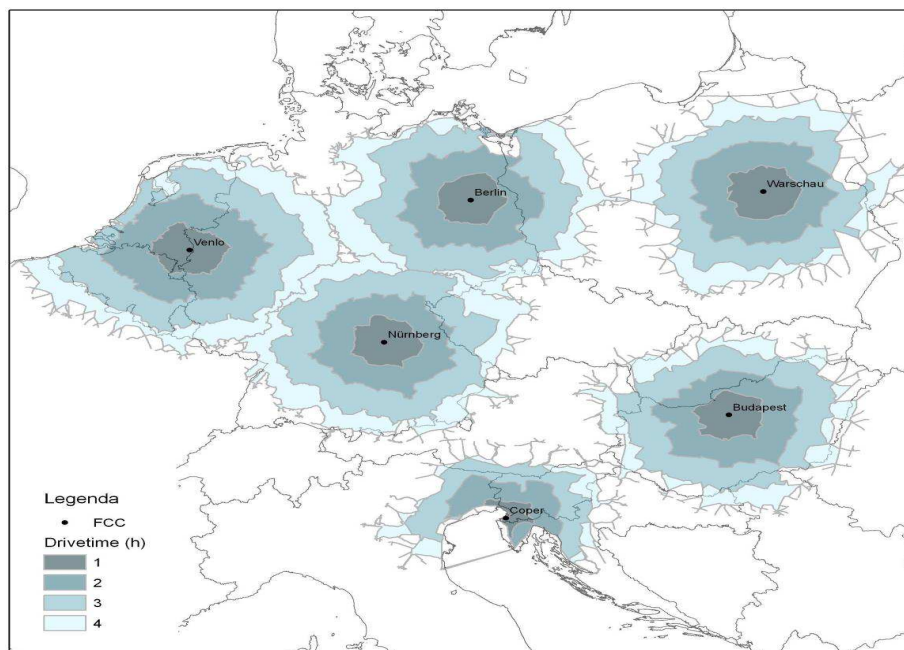 Berlin
Warschau
Venlo
Nürnberg
Budapest
Coper
Legenda
FCC
Drivetime (h)
1
2
3
4